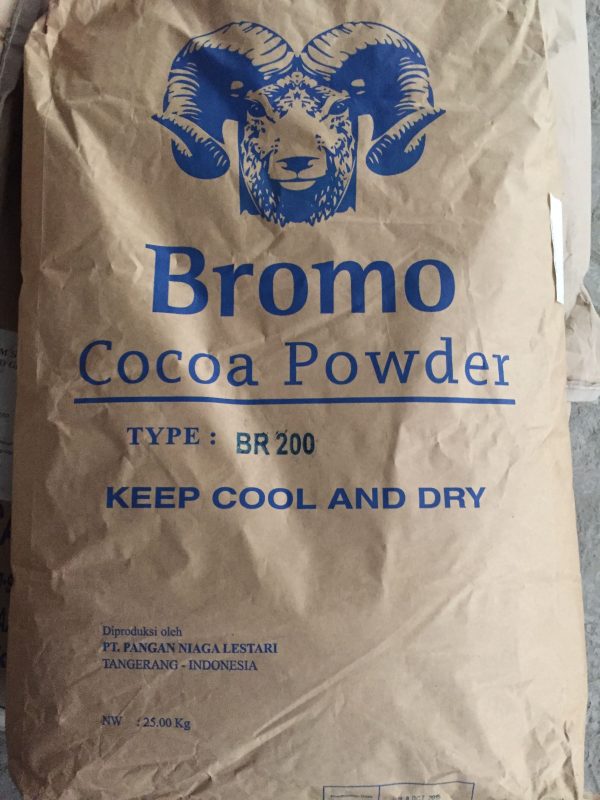 Bromo
Cocoa Powder
TYPE : BR 200
KEEP COOL AND DRY
Diproduksi oleh
PT. PANGAN NIAGA LESTARI
TANGERANG - INDONESIA
NW : 25.00 Kg